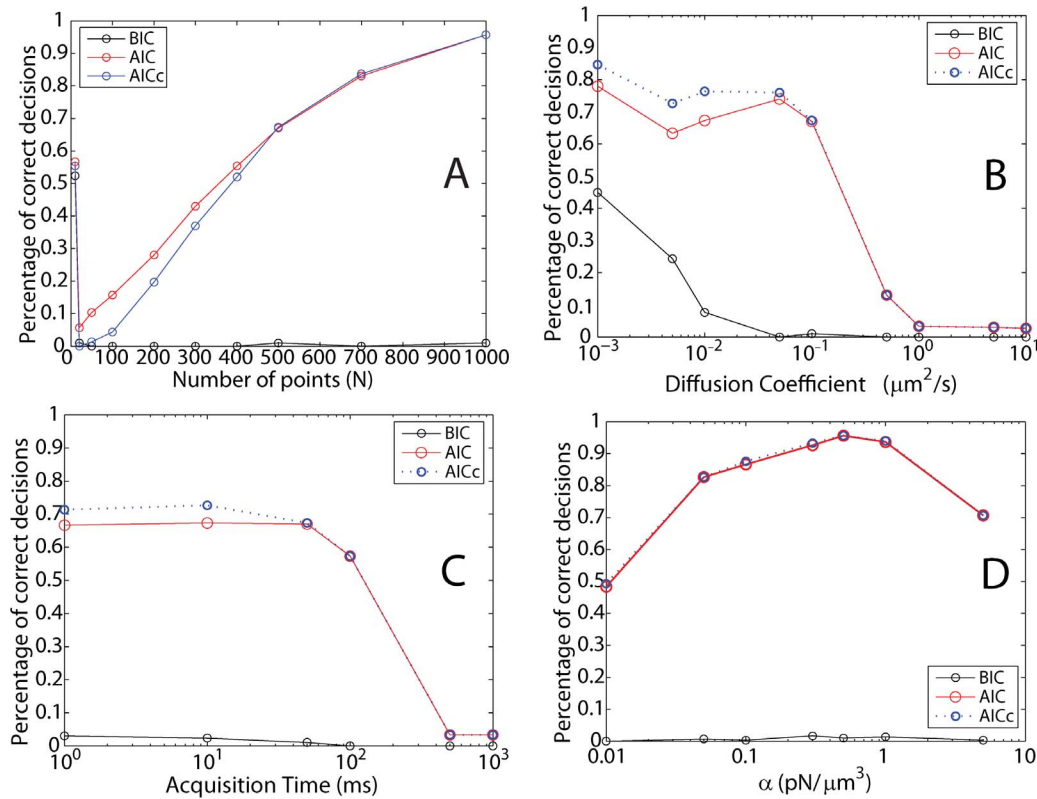 Percentage of correct decisions
1
0.9
0.8
0.7
0.6
0.5
0.4
0.3
0.2
0.1
0
BIC
AIC
AICc
A
0 100 200 300 400 500 600 700 800 900 1000
Number of points (N)
Percentage of correct decisions
1
0.9
0.8
0.7
0.6
0.5
0.4
0.3
0.2
0.1
0
BIC
AIC
AICc
B
10⁻³ 10⁻² 10⁻¹ 10⁰ 10¹
Diffusion Coefficient (μm²/s)
Percentage of correct decisions
1
0.9
0.8
0.7
0.6
0.5
0.4
0.3
0.2
0.1
0
BIC
AIC
AICc
C
10⁰ 10¹ 10² 10³
Acquisition Time (ms)
Percentage of correct decisions
1
0.9
0.8
0.7
0.6
0.5
0.4
0.3
0.2
0.1
0
D
BIC
AIC
AICc
0.01 0.1 1 10
α (pN/μm³)